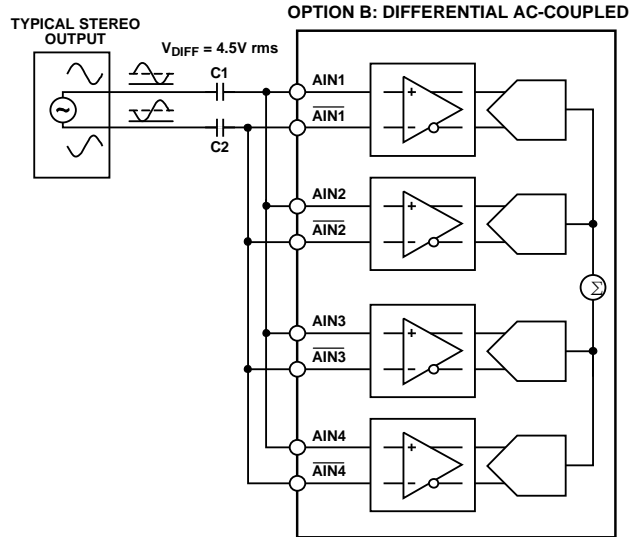 OPTION B: DIFFERENTIAL AC-COUPLED
TYPICAL STEREO
OUTPUT
VDIFF = 4.5V rms
C1
C2
AIN1
AIN1
AIN2
AIN2
AIN3
AIN3
AIN4
AIN4
+
−
+
−
+
−
+
−
~
Σ